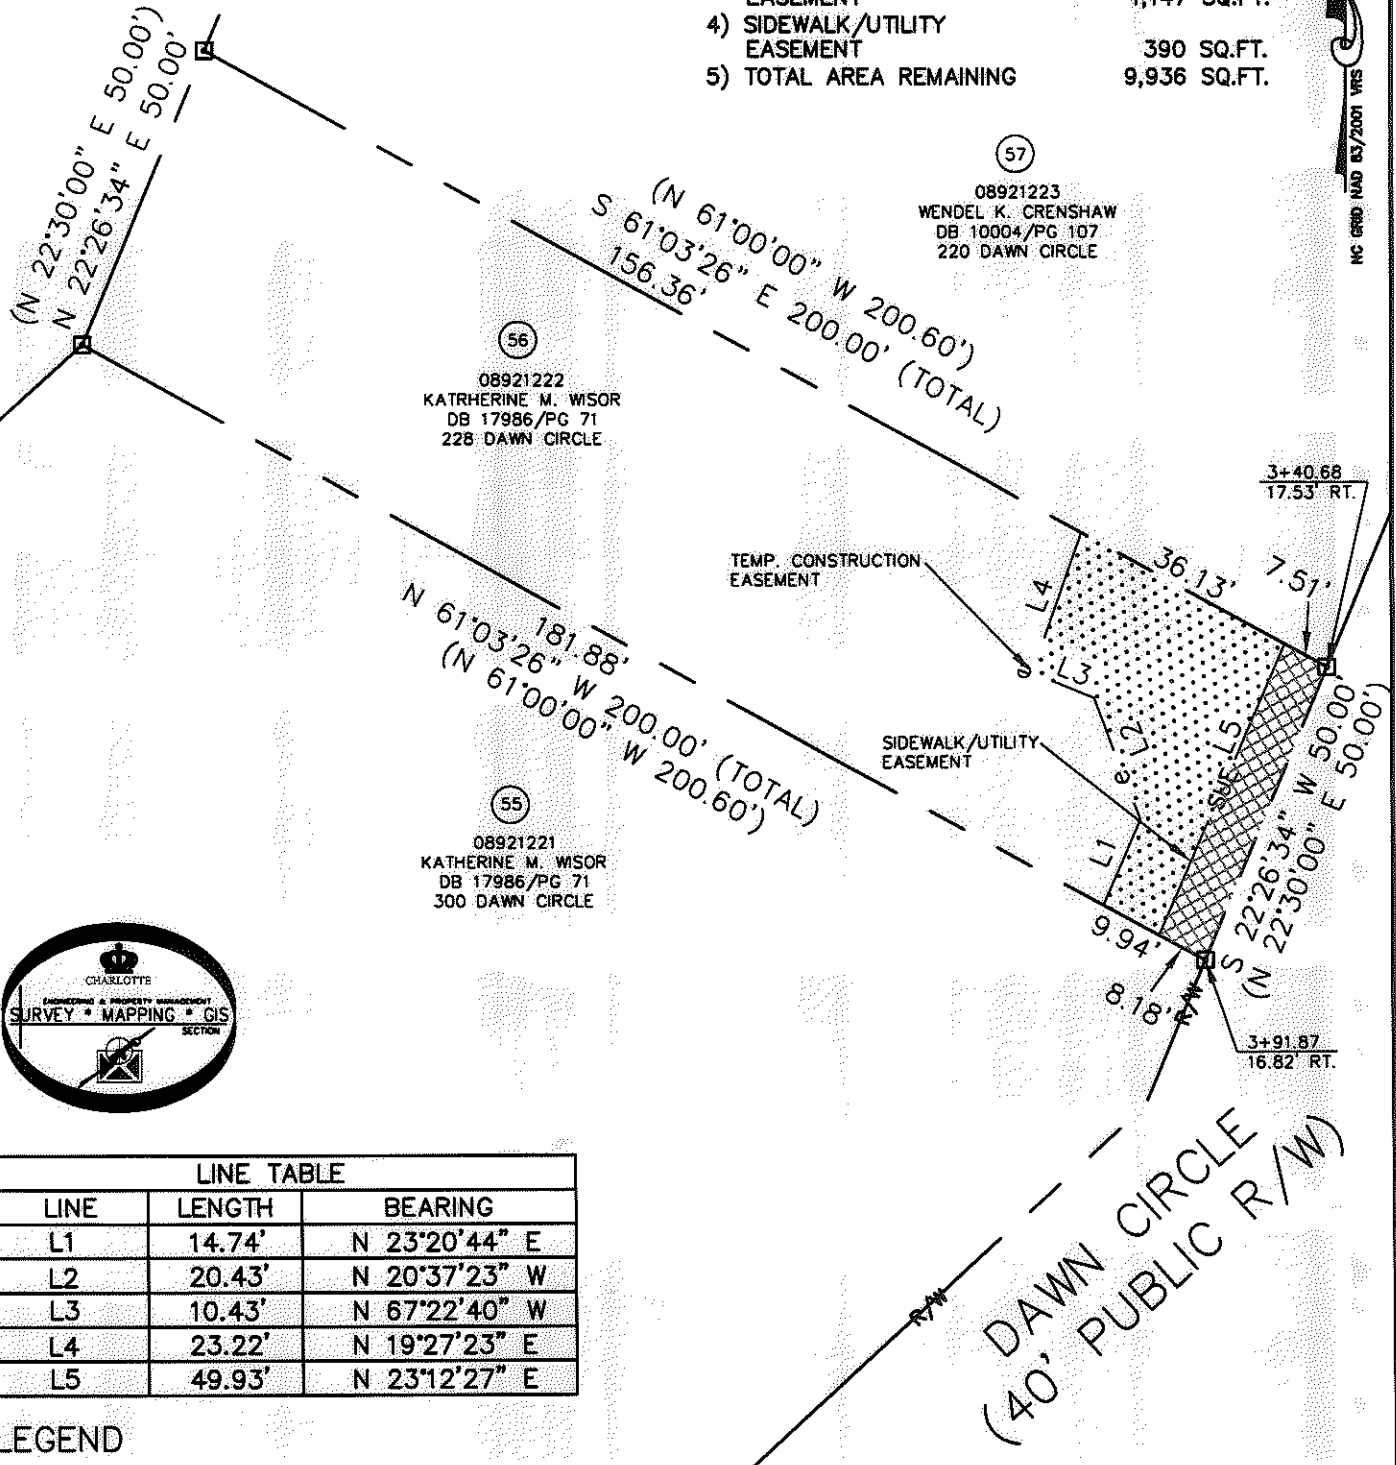 EASEMENT 1,147 SQ.FT.
4) SIDEWALK/UTILITY
EASEMENT 390 SQ.FT.
5) TOTAL AREA REMAINING 9,936 SQ.FT.
NC GRID NAD 83/2001 VRS
(N 22°30'00" E 50.00')
N 22°26'34" E 50.00'
57
08921223
WENDEL K. CRENSHAW
DB 10004/PG 107
220 DAWN CIRCLE
(N 61°00'00" W 200.60')
S 61°03'26" E 200.00' (TOTAL)
156.36'
56
08921222
KATRHERINE M. WISOR
DB 17986/PG 71
228 DAWN CIRCLE
3+40.68
17.53' RT.
TEMP. CONSTRUCTION
EASEMENT
36.13'
7.51'
L4
L3
181.88'
N 61°03'26" W 200.00' (TOTAL)
(N 61°00'00" W 200.60')
SIDEWALK/UTILITY
EASEMENT
L2
e
SUE L5
L1
S 22°26'34" W 50.00'
(N 22°30'00" E 50.00')
55
08921221
KATHERINE M. WISOR
DB 17986/PG 71
300 DAWN CIRCLE
9.94'
8.18'
R/W
3+91.87
16.82' RT.
CHARLOTTE
ENGINEERING & PROPERTY MANAGEMENT
SURVEY * MAPPING * GIS
SECTION
R/W
DAWN CIRCLE
(40' PUBLIC R/W)
LINE TABLE
LINE LENGTH BEARING
L1 14.74' N 23°20'44" E
L2 20.43' N 20°37'23" W
L3 10.43' N 67°22'40" W
L4 23.22' N 19°27'23" E
L5 49.93' N 23°12'27" E
LEGEND